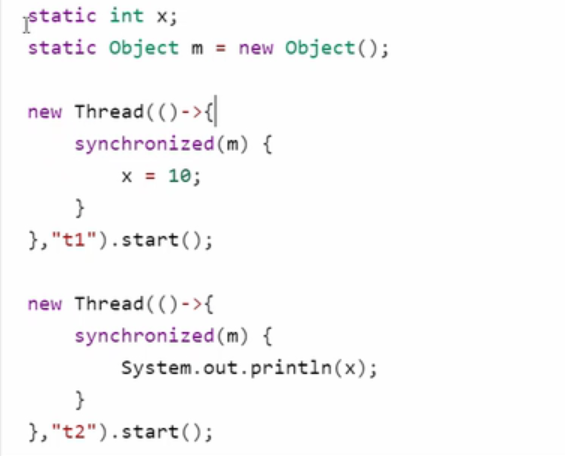 static int x;
static Object m = new Object();
new Thread(()->{
synchronized(m) {
x = 10;
}
},"t1").start();
new Thread(()->{
synchronized(m) {
System.out.println(x);
}
},"t2").start();